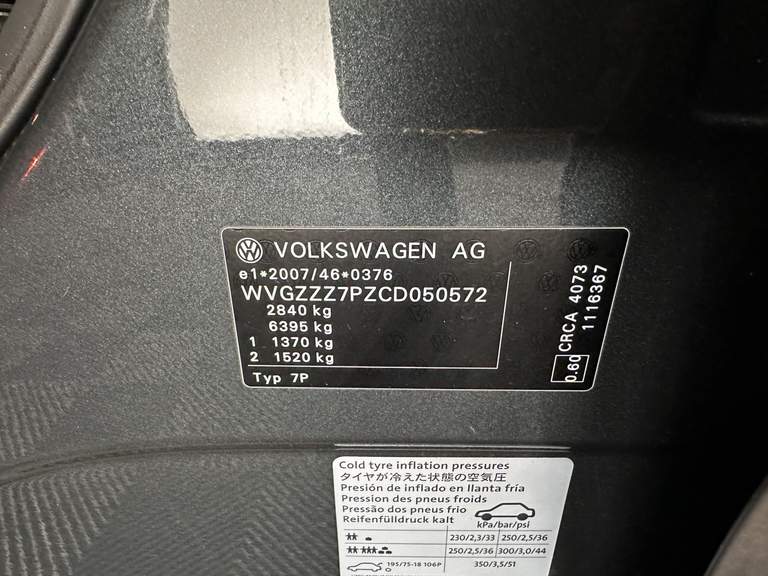 VOLKSWAGEN AG
e1*2007/46*0376
WVGZZZ7PZCD050572
2840 kg
6395 kg
1 1370 kg
2 1520 kg
Typ 7P
0.60 CRCA 4073
1116367
Cold tyre inflation pressures
タイヤが冷えた状態の空気圧
Presión de inflado en llanta fría
Pression des pneus froids
Pressão dos pneus frio
Reifenfülldruck kalt
kPa/bar/psi
230/2,3/33 250/2,5/36
250/2,5/36 300/3,0/44
195/75-18 106P 350/3,5/51